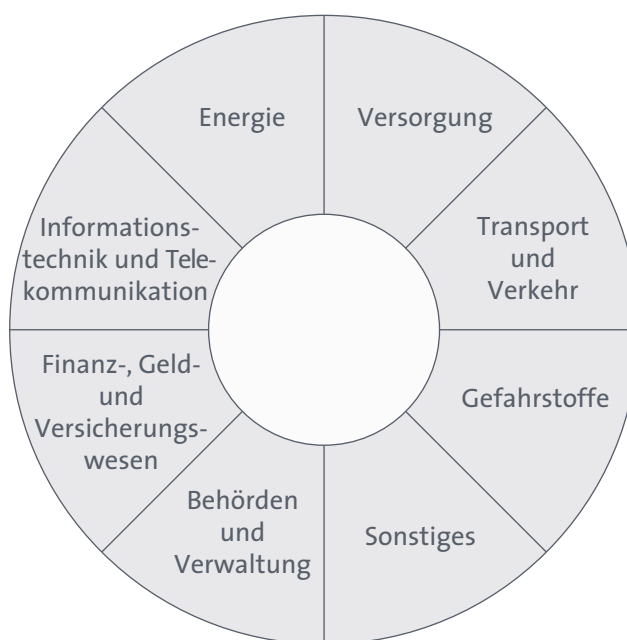 Energie
Versorgung
Transport
und
Verkehr
Gefahrstoffe
Sonstiges
Behörden
und
Verwaltung
Finanz-, Geld-
und
Versicherungs-
wesen
Informations-
technik und Tele-
kommunikation